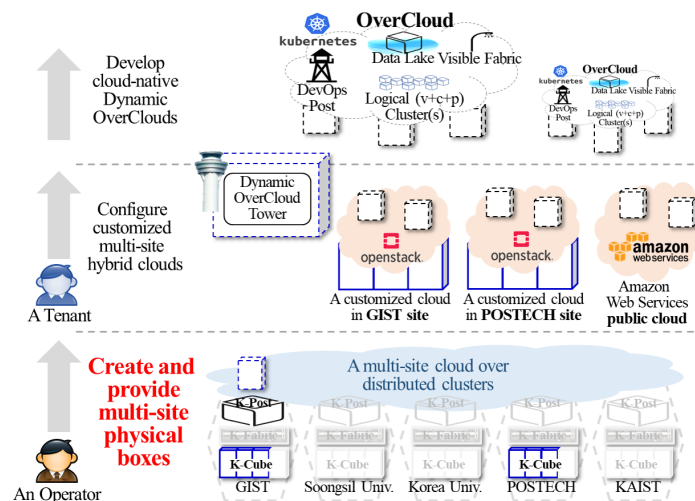 OverCloud
kubernetes
Data Lake
Visible Fabric
DevOps
Post
Logical (v+c+p)
Cluster(s)
OverCloud
kubernetes
Data Lake
Visible Fabric
DevOps
Post
Logical (v+c+p)
Cluster(s)
Develop
cloud-native
Dynamic
OverClouds
Configure
customized
multi-site
hybrid clouds
A Tenant
Dynamic
OverCloud
Tower
openstack.
A customized cloud
in GIST site
openstack.
A customized cloud
in POSTECH site
amazon
web services
Amazon
Web Services
public cloud
Create and
provide
multi-site
physical
boxes
An Operator
A multi-site cloud over
distributed clusters
K-Post
K-Fabric
K-Cube
GIST
K-Post
K-Fabric
K-Cube
Soongsil Univ.
K-Post
K-Fabric
K-Cube
Korea Univ.
K-Post
K-Fabric
K-Cube
POSTECH
K-Post
K-Fabric
K-Cube
KAIST